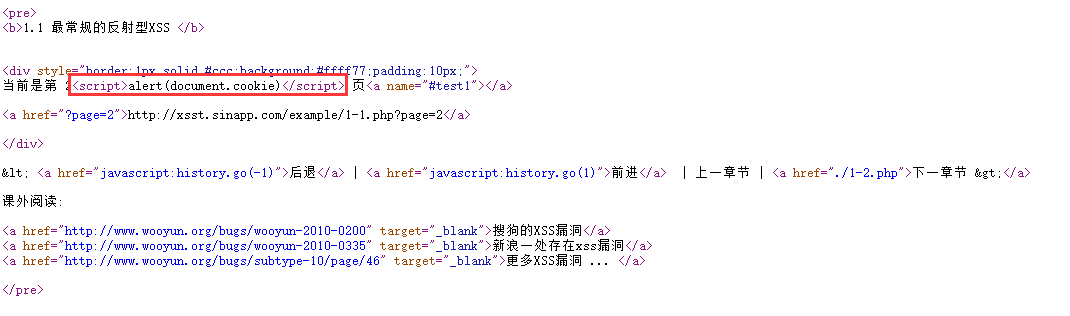 <pre>
<b>1.1 最常规的反射型XSS </b>
<div style="border:1px solid #ccc;background:#ffff77;padding:10px;">
当前是第 2<script>alert(document.cookie)</script> 页<a name="#test1"></a>
<a href="?page=2">http://xsst.sinapp.com/example/1-1.php?page=2</a>
</div>
&lt; <a href="javascript:history.go(-1)">后退</a> | <a href="javascript:history.go(1)">前进</a>  | 上一章节 | <a href="./1-2.php">下一章节 &gt;</a>
课外阅读:
<a href="http://www.wooyun.org/bugs/wooyun-2010-0200" target="_blank">搜狗的XSS漏洞</a>
<a href="http://www.wooyun.org/bugs/wooyun-2010-0335" target="_blank">新浪一处存在xss漏洞</a>
<a href="http://www.wooyun.org/bugs/subtype-10/page/46" target="_blank">更多XSS漏洞 ... </a>
</pre>